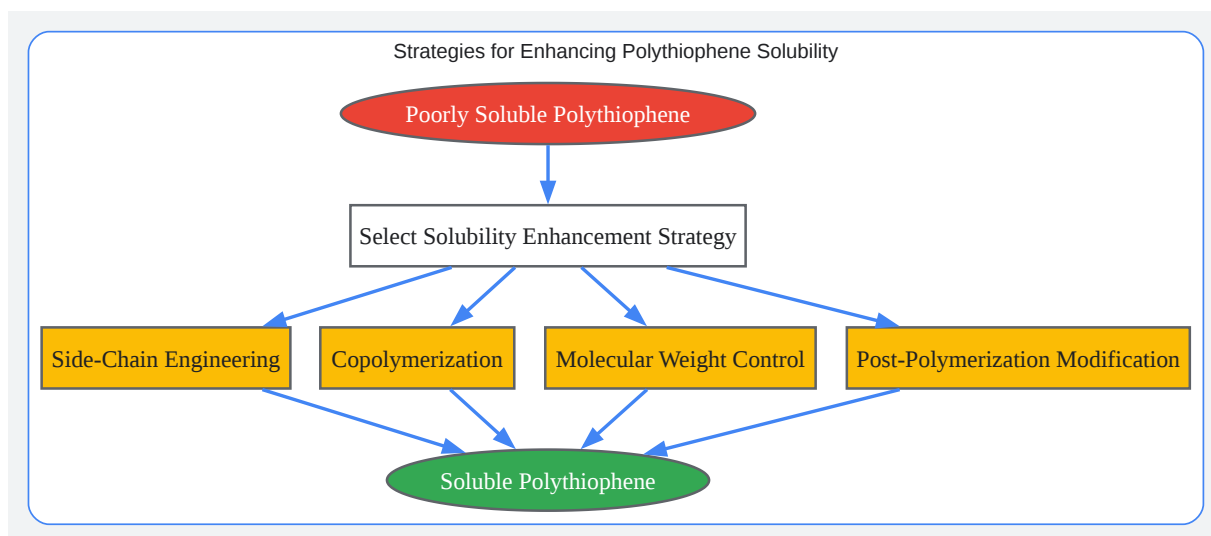 Strategies for Enhancing Polythiophene Solubility
Poorly Soluble Polythiophene
Select Solubility Enhancement Strategy
Side-Chain Engineering
Copolymerization
Molecular Weight Control
Post-Polymerization Modification
Soluble Polythiophene